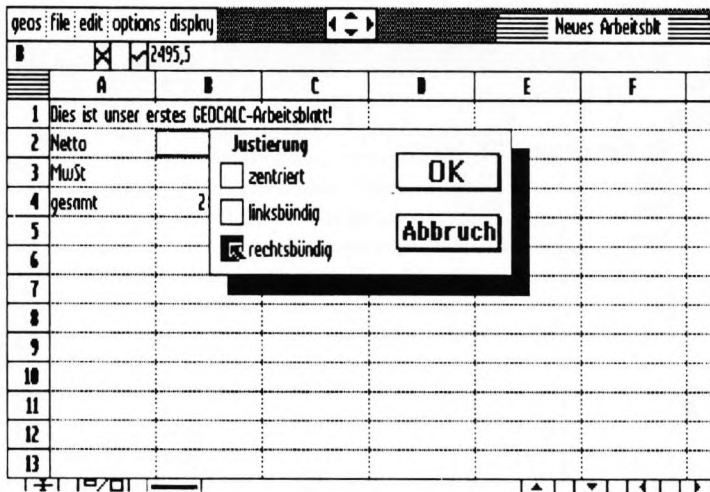 geos file edit options display Neues Arbeitsblt
B 2495,5
A B C D E F
1 Dies ist unser erstes GEOCALC-Arbeitsblatt!
2 Netto
3 MwSt
4 gesamt 2
5
6
7
8
9
10
11
12
13
Justierung
zentriert
linksbündig
rechtsbündig
OK
Abbruch